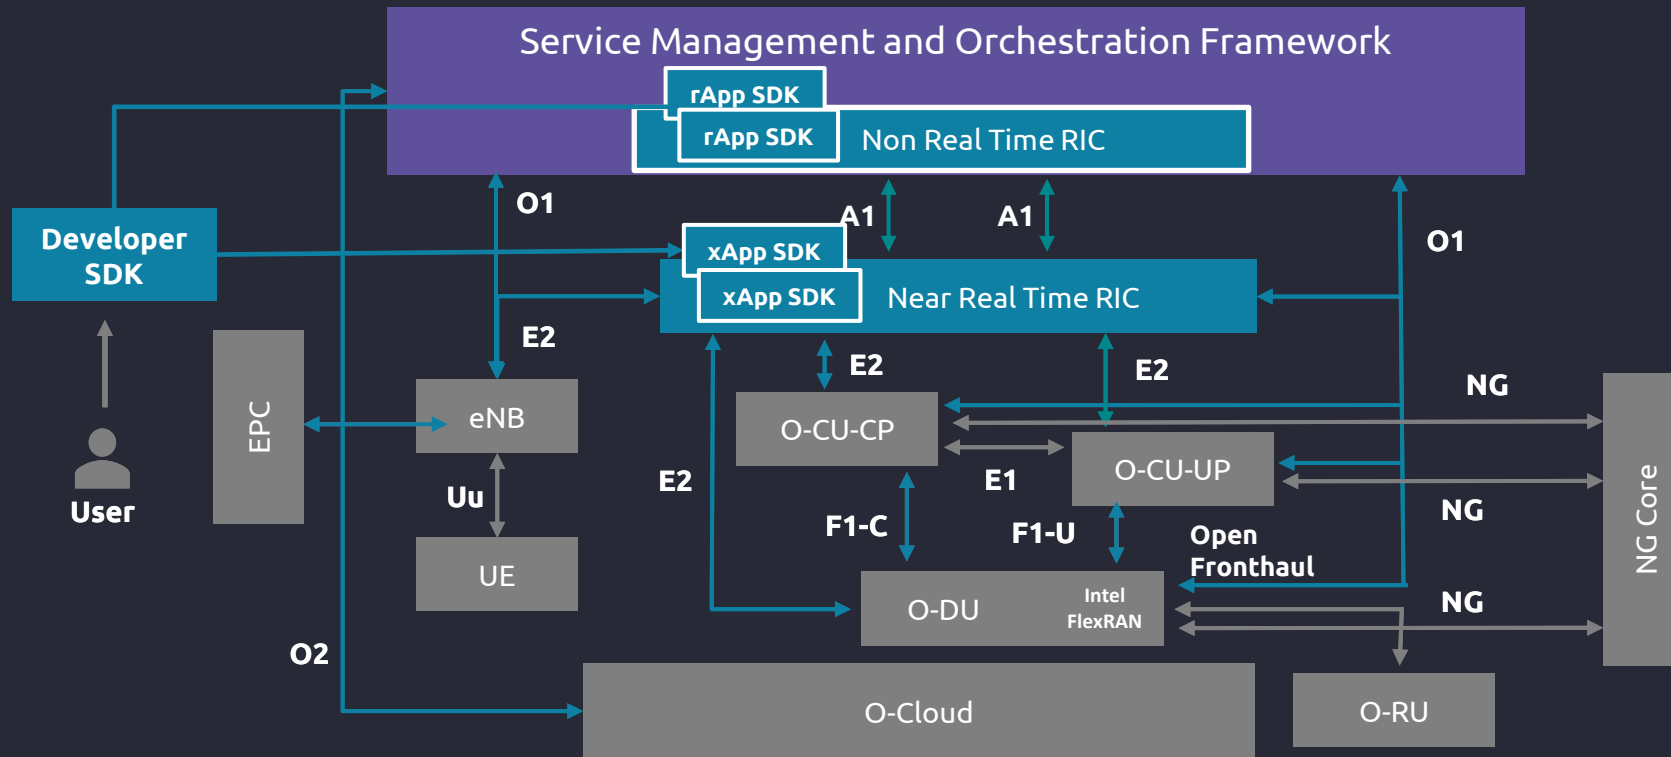 Service Management and Orchestration Framework
rApp SDK
rApp SDK
Non Real Time RIC
O1
A1
A1
O1
Developer
SDK
xApp SDK
xApp SDK
Near Real Time RIC
E2
E2
E2
NG
EPC
eNB
O-CU-CP
O-CU-UP
E1
E2
Uu
User
F1-C
F1-U
NG
Open
Fronthaul
NG Core
UE
O-DU
Intel
FlexRAN
NG
O2
O-Cloud
O-RU